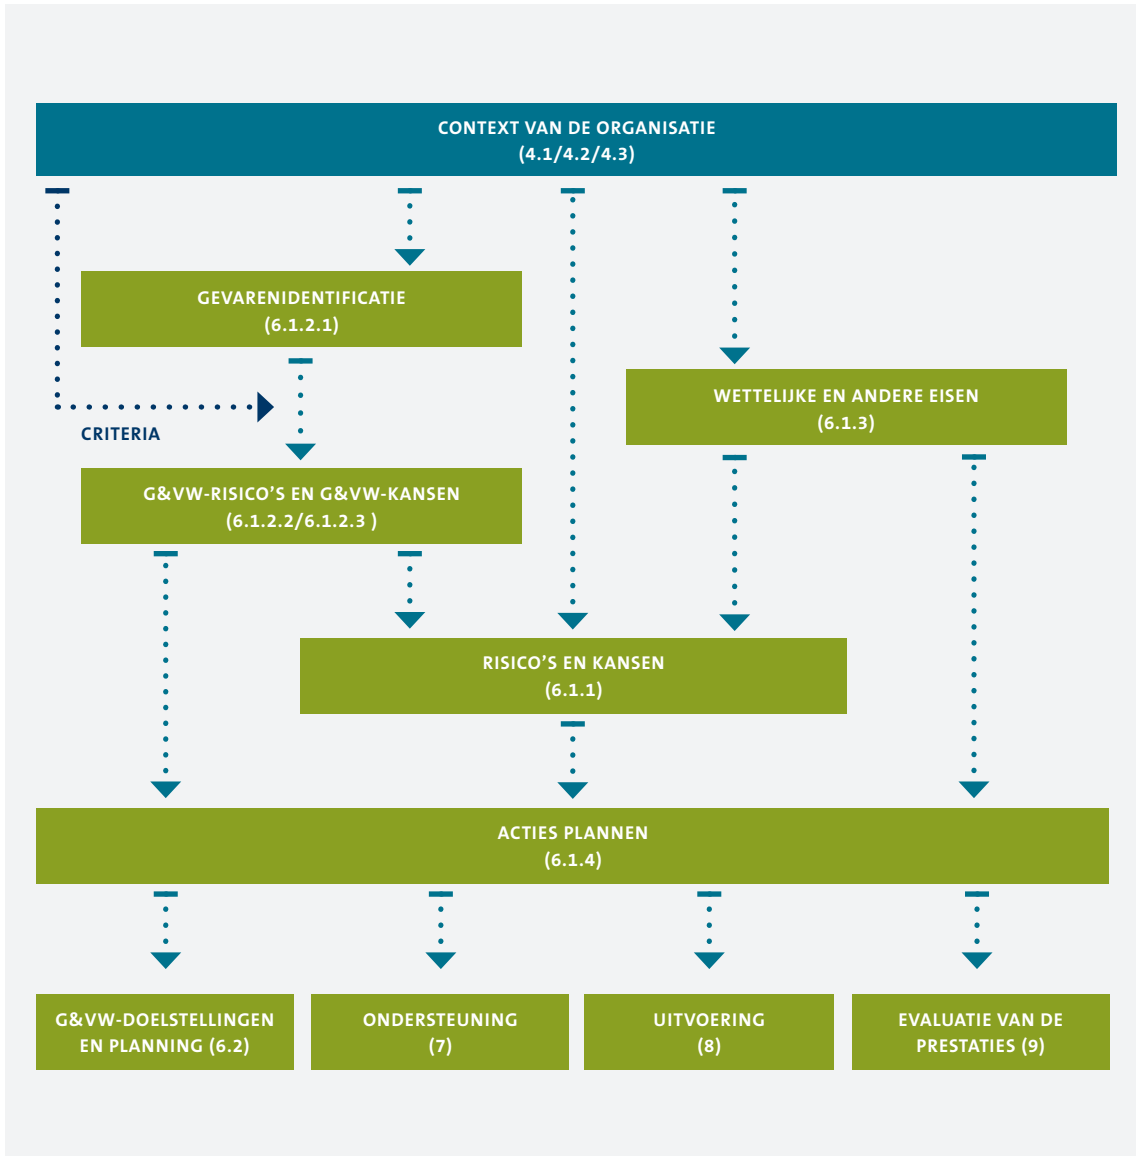 CONTEXT VAN DE ORGANISATIE
(4.1/4.2/4.3)
GEVARENIDENTIFICATIE
(6.1.2.1)
WETTELIJKE EN ANDERE EISEN
(6.1.3)
CRITERIA
G&VW-RISICO’S EN G&VW-KANSEN
(6.1.2.2/6.1.2.3 )
RISICO’S EN KANSEN
(6.1.1)
ACTIES PLANNEN
(6.1.4)
G&VW-DOELSTELLINGEN
EN PLANNING (6.2)
ONDERSTEUNING
(7)
UITVOERING
(8)
EVALUATIE VAN DE
PRESTATIES (9)